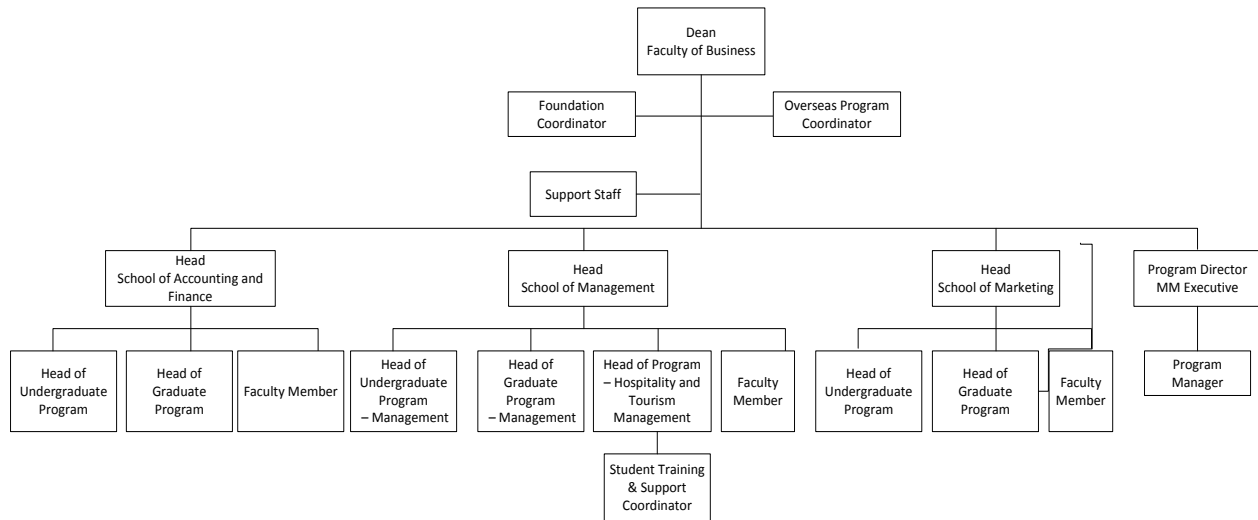 Dean
Faculty of Business
Foundation
Coordinator
Overseas Program
Coordinator
Support Staff
Head
School of Accounting and
Finance
Head
School of Management
Head
School of Marketing
Program Director
MM Executive
Head of
Undergraduate
Program
Head of
Graduate
Program
Faculty Member
Head of
Undergraduate
Program
– Management
Head of
Graduate
Program
– Management
Head of Program
– Hospitality and
Tourism
Management
Faculty
Member
Head of
Undergraduate
Program
Head of
Graduate
Program
Faculty
Member
Program
Manager
Student Training
& Support
Coordinator